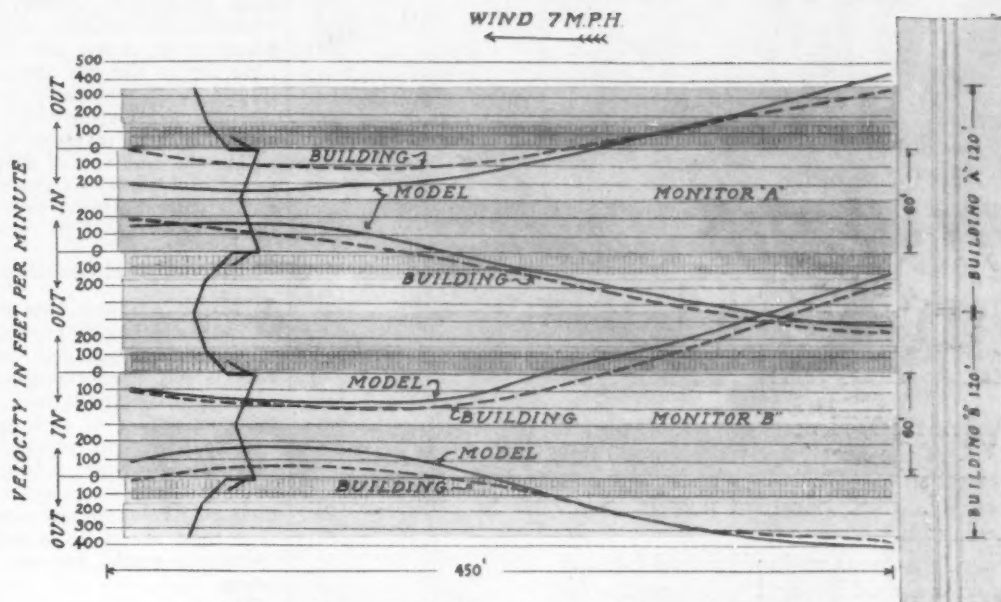 WIND 7 M.P.H.
VELOCITY IN FEET PER MINUTE
OUT
IN
OUT
IN
OUT
500
400
300
200
100
0
100
200
200
100
0
100
200
200
100
0
100
200
200
100
0
100
200
300
400
BUILDING
MODEL
MONITOR "A"
BUILDING
MODEL
BUILDING
MONITOR "B"
MODEL
BUILDING
60'
60'
BUILDING "A" 120'
BUILDING "B" 120'
450'